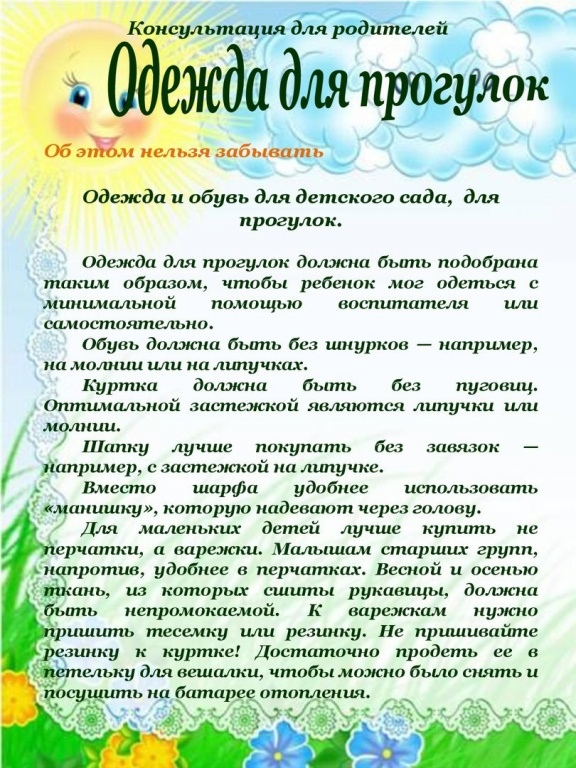 Консультация для родителей
Одежда для прогулок
Об этом нельзя забывать
Одежда и обувь для детского сада, для
прогулок.
Одежда для прогулок должна быть подобрана
таким образом, чтобы ребенок мог одеться с
минимальной помощью воспитателя или
самостоятельно.
Обувь должна быть без шнурков — например,
на молнии или на липучках.
Куртка должна быть без пуговиц.
Оптимальной застежкой являются липучки или
молнии.
Шапку лучше покупать без завязок —
например, с застежкой на липучке.
Вместо шарфа удобнее использовать
«манишку», которую надевают через голову.
Для маленьких детей лучше купить не
перчатки, а варежки. Малышам старших групп,
напротив, удобнее в перчатках. Весной и осенью
ткань, из которых сшиты рукавицы, должна
быть непромокаемой. К варежкам нужно
пришить тесемку или резинку. Не пришивайте
резинку к куртке! Достаточно продеть ее в
петельку для вешалки, чтобы можно было снять и
посушить на батарее отопления.